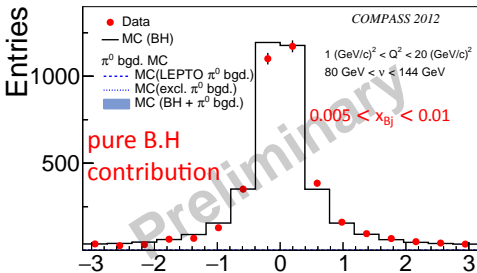 Entries
1000
500
Data
MC (BH)
π⁰ bgd. MC
MC(LEPTO π⁰ bgd.)
MC(excl. π⁰ bgd.)
MC (BH + π⁰ bgd.)
COMPASS 2012
1 (GeV/c)² < Q² < 20 (GeV/c)²
80 GeV < ν < 144 GeV
0.005 < x_Bj < 0.01
pure B.H
contribution
Preliminary
−3 −2 −1 0 1 2 3